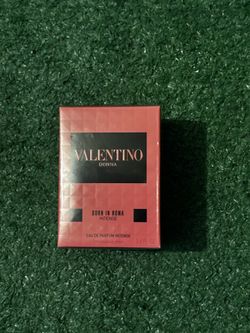 VALENTINO
DONNA
BORN IN ROMA
INTENSE
EAU DE PARFUM INTENSE